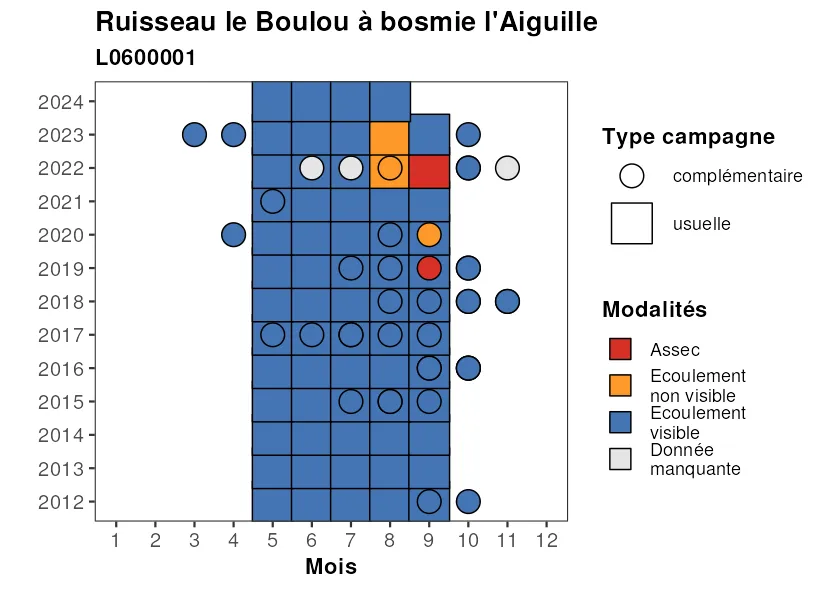 Ruisseau le Boulou à bosmie l'Aiguille
L0600001
2024
2023
2022
2021
2020
2019
2018
2017
2016
2015
2014
2013
2012
1 2 3 4 5 6 7 8 9 10 11 12
Mois
Type campagne
complémentaire
usuelle
Modalités
Assec
Ecoulement
non visible
Ecoulement
visible
Donnée
manquante